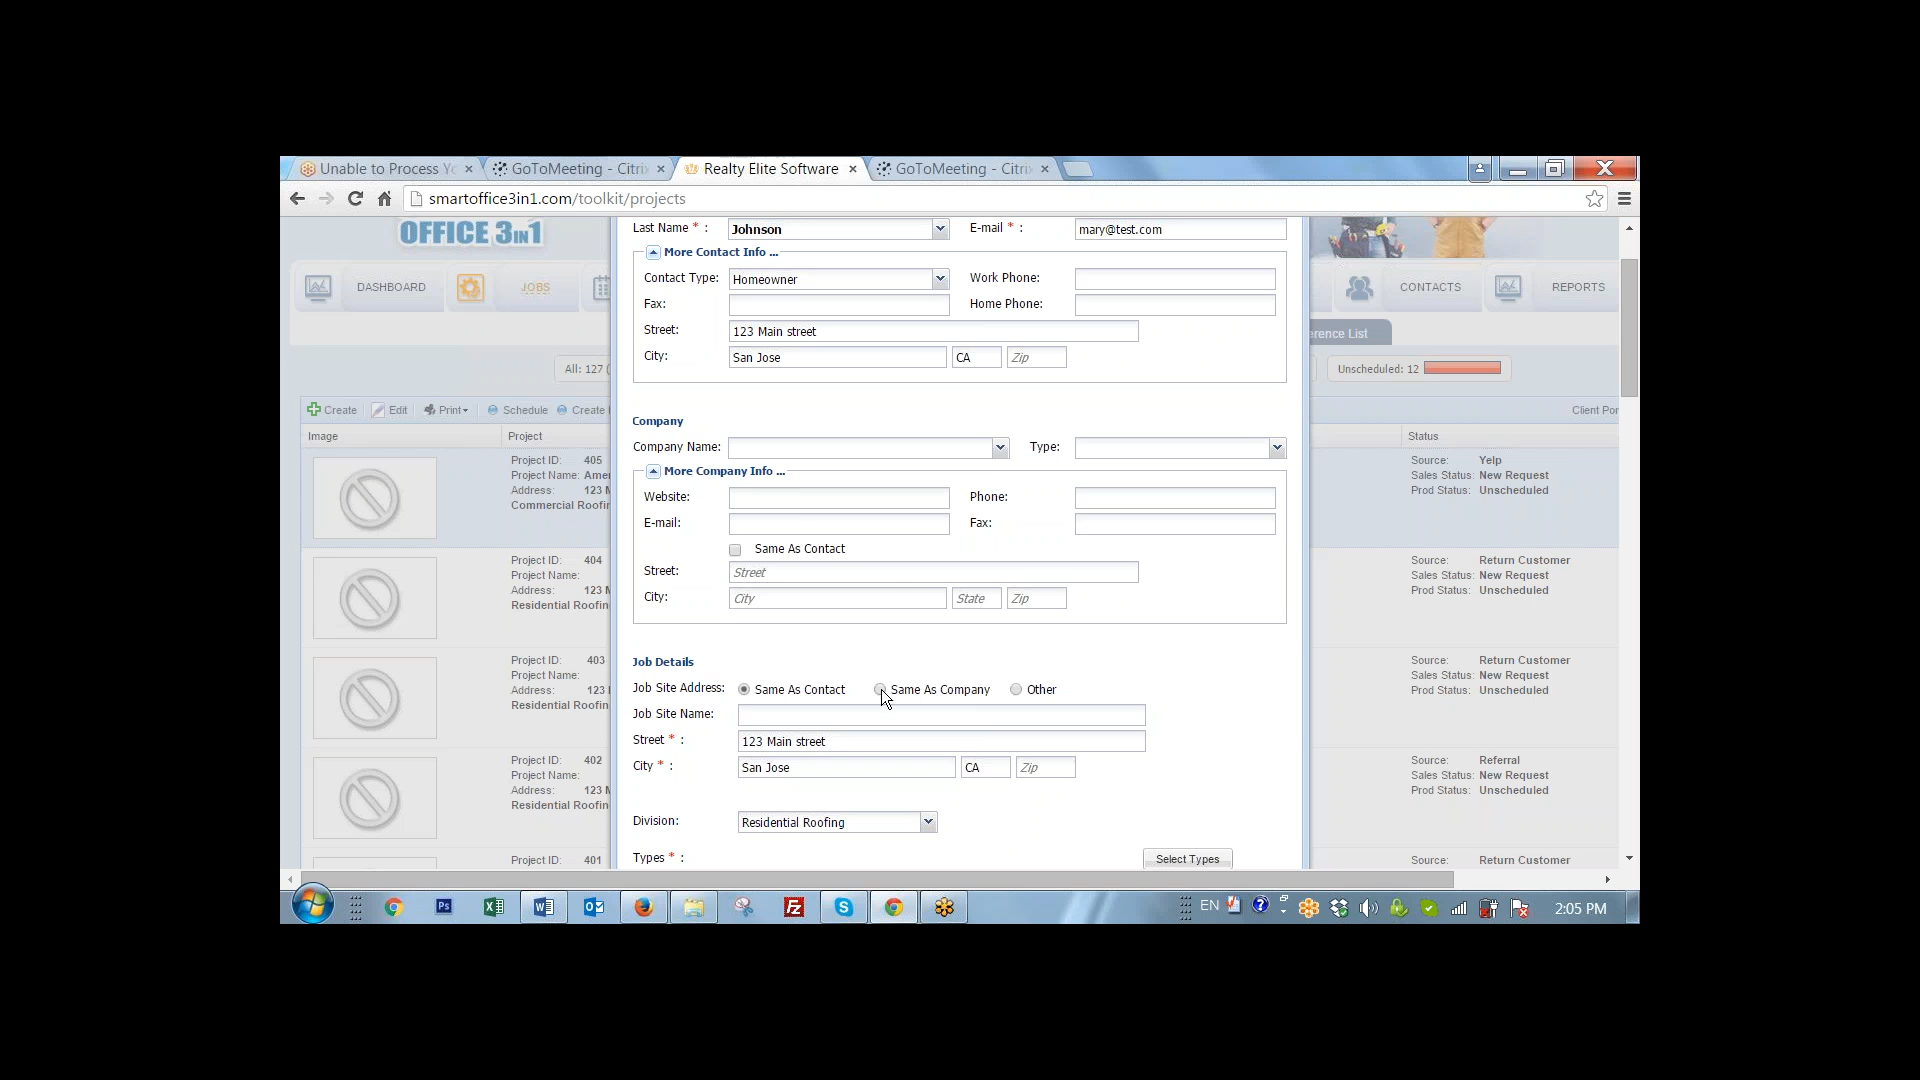 Unable to Process Yo
GoToMeeting - Citrix
Realty Elite Software
GoToMeeting - Citrix
smartoffice3in1.com/toolkit/projects
OFFICE 3IN1
DASHBOARD
JOBS
CONTACTS
REPORTS
erence List
All: 127 (
Unscheduled: 12
Create
Edit
Print
Schedule
Create
Client Por
Image
Project
Status
Project ID: 405
Project Name: Ame
Address: 123 M
Commercial Roofin
Source: Yelp
Sales Status: New Request
Prod Status: Unscheduled
Project ID: 404
Project Name:
Address: 123 M
Residential Roofin
Source: Return Customer
Sales Status: New Request
Prod Status: Unscheduled
Project ID: 403
Project Name:
Address: 123
Residential Roofin
Source: Return Customer
Sales Status: New Request
Prod Status: Unscheduled
Project ID: 402
Project Name:
Address: 123 M
Residential Roofin
Source: Referral
Sales Status: New Request
Prod Status: Unscheduled
Project ID: 401
Source: Return Customer
Last Name * : Johnson
E-mail * : mary@test.com
More Contact Info ...
Contact Type: Homeowner
Work Phone:
Fax:
Home Phone:
Street: 123 Main street
City: San Jose CA Zip
Company
Company Name:
Type:
More Company Info ...
Website:
Phone:
E-mail:
Fax:
Same As Contact
Street: Street
City: City State Zip
Job Details
Job Site Address: Same As Contact Same As Company Other
Job Site Name:
Street * : 123 Main street
City * : San Jose CA Zip
Division: Residential Roofing
Types * : Select Types
EN
2:05 PM